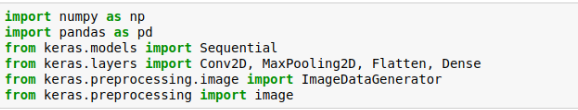 import numpy as np
import pandas as pd
from keras.models import Sequential
from keras.layers import Conv2D, MaxPooling2D, Flatten, Dense
from keras.preprocessing.image import ImageDataGenerator
from keras.preprocessing import image